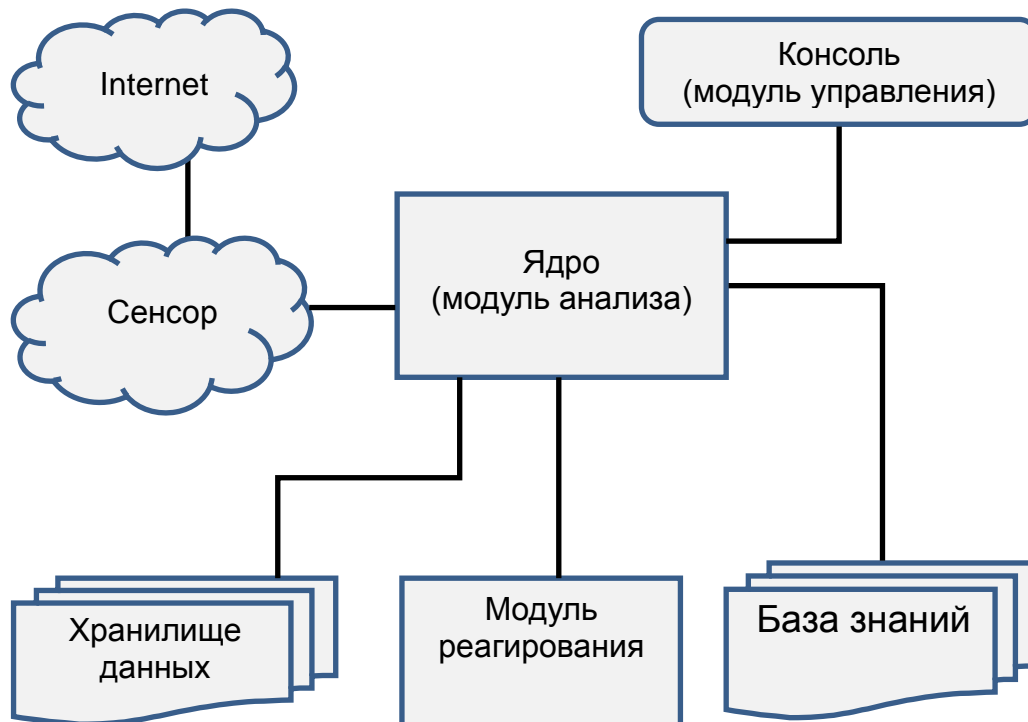 Internet
Консоль
(модуль управления)
Ядро
(модуль анализа)
Сенсор
Хранилище
данных
Модуль
реагирования
База знаний